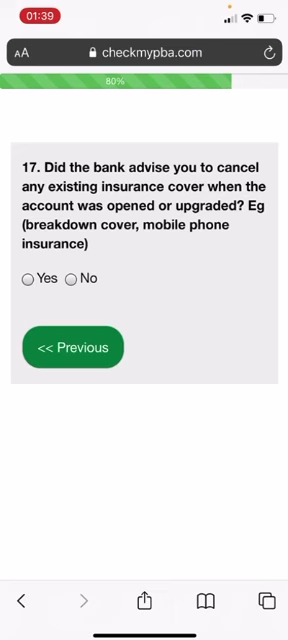 01:39
AA checkmypba.com
80%
17. Did the bank advise you to cancel
any existing insurance cover when the
account was opened or upgraded? Eg
(breakdown cover, mobile phone
insurance)
Yes No
<< Previous